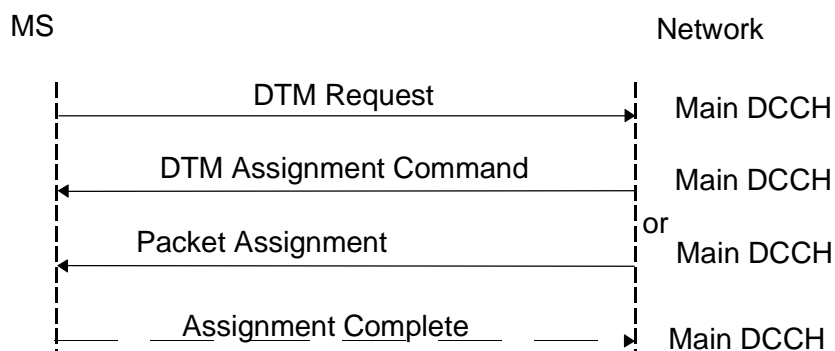 MS Network
DTM Request Main DCCH
DTM Assignment Command Main DCCH
or
Packet Assignment Main DCCH
Assignment Complete Main DCCH